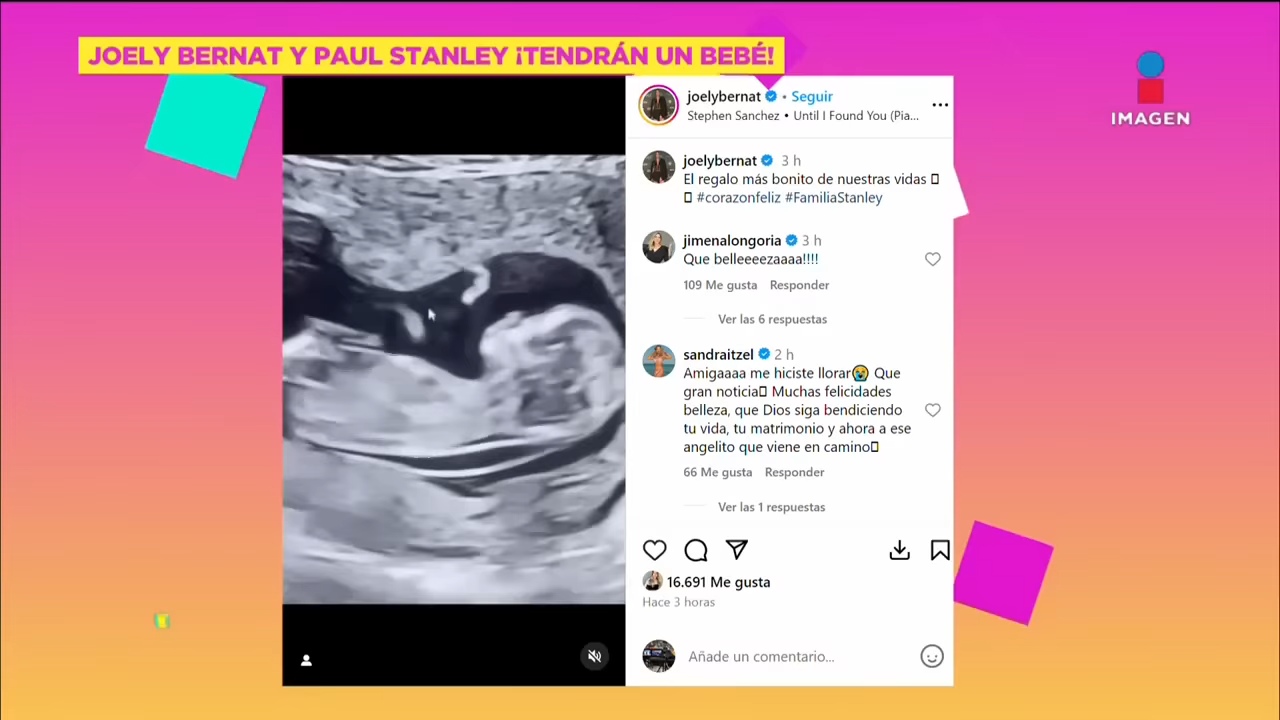 JOELY BERNAT Y PAUL STANLEY ¡TENDRÁN UN BEBÉ!
IMAGEN
joelybernat • Seguir
Stephen Sanchez • Until I Found You (Pia...
joelybernat 3 h
El regalo más bonito de nuestras vidas
#corazonfeliz #FamiliaStanley
jimenalongoria 3 h
Que belleeeezaaaa!!!!
109 Me gusta Responder
Ver las 6 respuestas
sandraitzel 2 h
Amigaaaa me hiciste llorar😭 Que
gran noticia Muchas felicidades
belleza, que Dios siga bendiciendo
tu vida, tu matrimonio y ahora a ese
angelito que viene en camino
66 Me gusta Responder
Ver las 1 respuestas
16.691 Me gusta
Hace 3 horas
Añade un comentario...